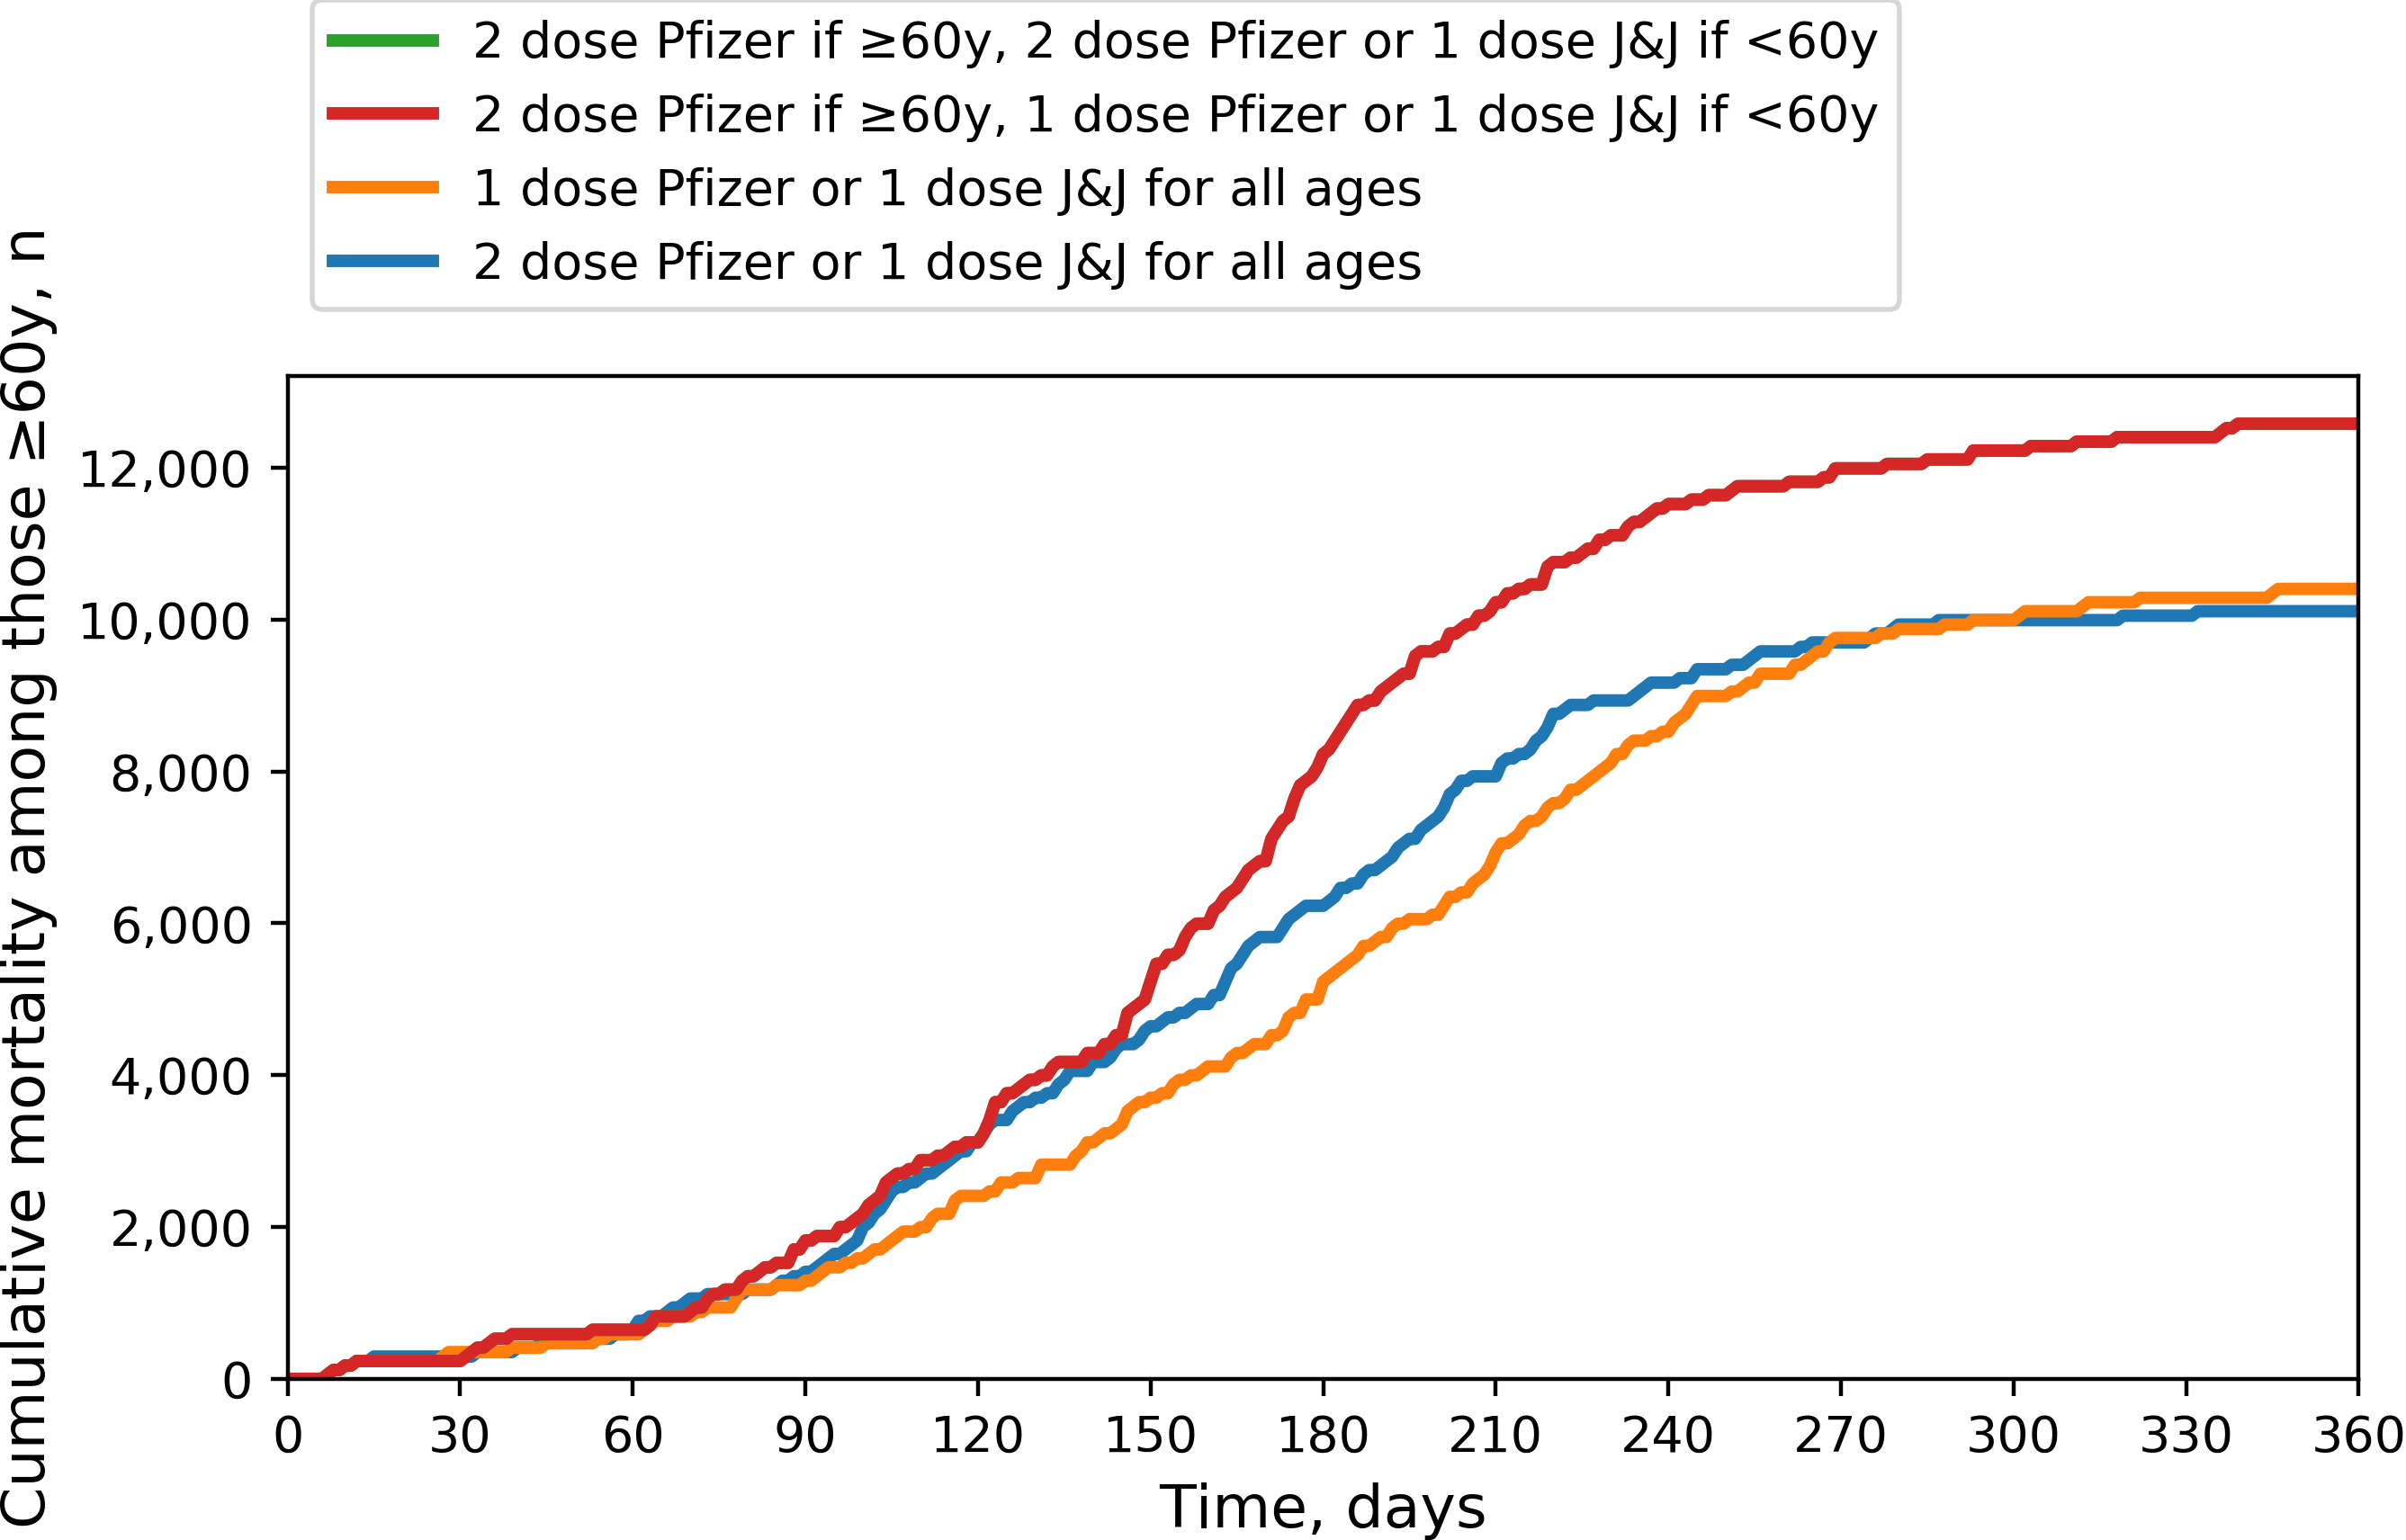 2 dose Pfizer if ≥60y, 2 dose Pfizer or 1 dose J&J if <60y
2 dose Pfizer if ≥60y, 1 dose Pfizer or 1 dose J&J if <60y
1 dose Pfizer or 1 dose J&J for all ages
2 dose Pfizer or 1 dose J&J for all ages
Cumulative mortality among those ≥60y, n
12,000
10,000
8,000
6,000
4,000
2,000
0
0 30 60 90 120 150 180 210 240 270 300 330 360
Time, days